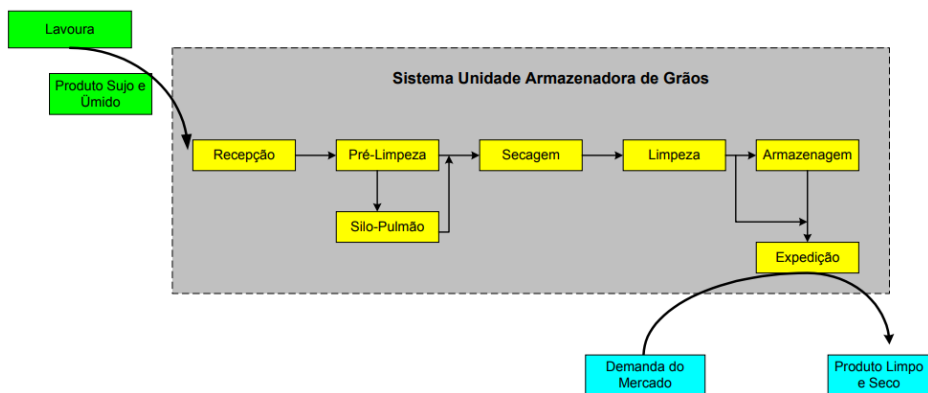 Lavoura
Sistema Unidade Armazenadora de Grãos
Produto Sujo e
Ümido
Recepção
Pré-Limpeza
Secagem
Limpeza
Armazenagem
Silo-Pulmão
Expedição
Demanda do
Mercado
Produto Limpo
e Seco